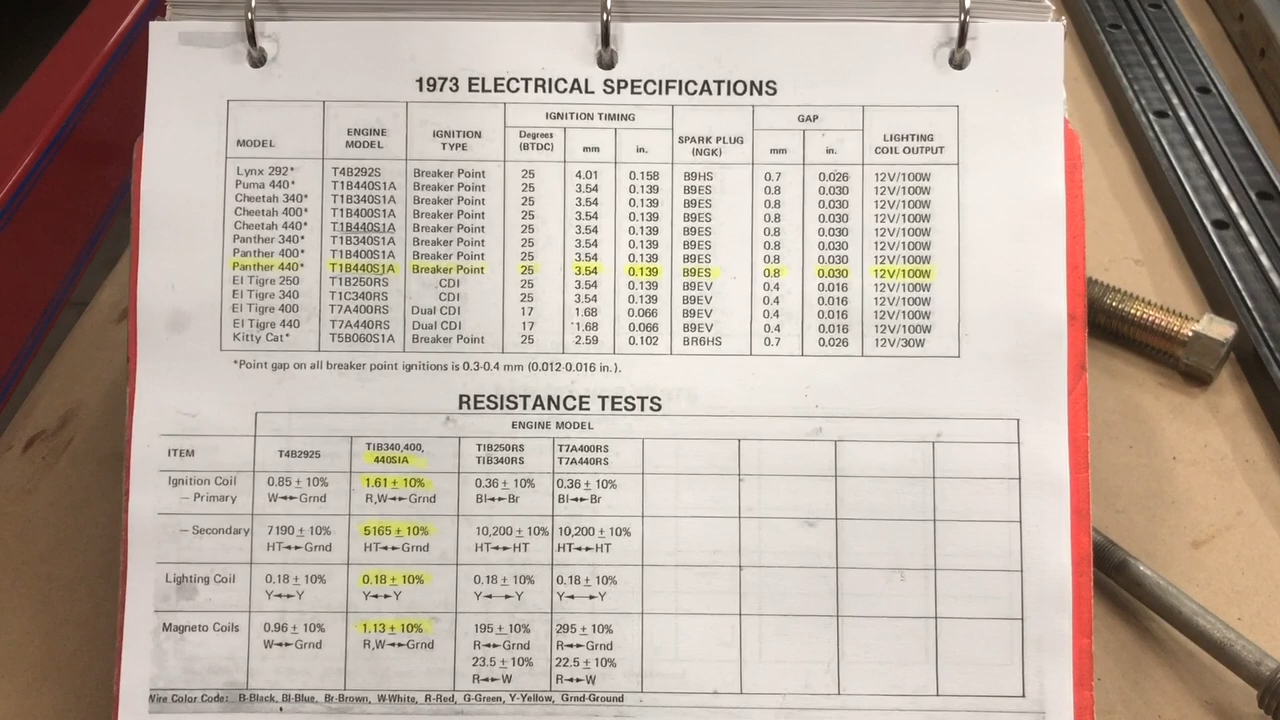 1973 ELECTRICAL SPECIFICATIONS
MODEL ENGINE MODEL IGNITION TYPE IGNITION TIMING Degrees (BTDC) mm in. SPARK PLUG (NGK) GAP mm in. LIGHTING COIL OUTPUT
Lynx 292* T4B292S Breaker Point 25 4.01 0.158 B9HS 0.7 0.026 12V/100W
Puma 440* T1B440S1A Breaker Point 25 3.54 0.139 B9ES 0.8 0.030 12V/100W
Cheetah 340* T1B340S1A Breaker Point 25 3.54 0.139 B9ES 0.8 0.030 12V/100W
Cheetah 400* T1B400S1A Breaker Point 25 3.54 0.139 B9ES 0.8 0.030 12V/100W
Cheetah 440* T1B440S1A Breaker Point 25 3.54 0.139 B9ES 0.8 0.030 12V/100W
Panther 340* T1B340S1A Breaker Point 25 3.54 0.139 B9ES 0.8 0.030 12V/100W
Panther 400* T1B400S1A Breaker Point 25 3.54 0.139 B9ES 0.8 0.030 12V/100W
Panther 440* T1B440S1A Breaker Point 25 3.54 0.139 B9ES 0.8 0.030 12V/100W
El Tigre 250 T1B250RS CDI 25 3.54 0.139 B9EV 0.4 0.016 12V/100W
El Tigre 340 T1C340RS CDI 25 3.54 0.139 B9EV 0.4 0.016 12V/100W
El Tigre 400 T7A400RS Dual CDI 17 1.68 0.066 B9EV 0.4 0.016 12V/100W
El Tigre 440 T7A440RS Dual CDI 17 1.68 0.066 B9EV 0.4 0.016 12V/100W
Kitty Cat* T5B060S1A Breaker Point 25 2.59 0.102 BR6HS 0.7 0.026 12V/30W
*Point gap on all breaker point ignitions is 0.3-0.4 mm (0.012-0.016 in.).
RESISTANCE TESTS
ENGINE MODEL
ITEM T4B2925 TIB340,400, 440SIA TIB250RS TIB340RS T7A400RS T7A440RS
Ignition Coil 0.85 ± 10% 1.61 ± 10% 0.36 ± 10% 0.36 ± 10%
– Primary W◄►Grnd R,W◄►Grnd Bl◄►Br Bl◄►Br
– Secondary 7190 ± 10% 5165 ± 10% 10,200 ± 10% 10,200 ± 10%
HT◄►Grnd HT◄►Grnd HT◄►HT HT◄►HT
Lighting Coil 0.18 ± 10% 0.18 ± 10% 0.18 ± 10% 0.18 ± 10%
Y◄►Y Y◄►Y Y◄►Y Y◄►Y
Magneto Coils 0.96 ± 10% 1.13 ± 10% 195 ± 10% 295 ± 10%
W◄►Grnd R,W◄►Grnd R◄►Grnd R◄►Grnd
23.5 ± 10% 22.5 ± 10%
R◄►W R◄►W
Wire Color Code: B-Black, Bl-Blue, Br-Brown, W-White, R-Red, G-Green, Y-Yellow, Grnd-Ground